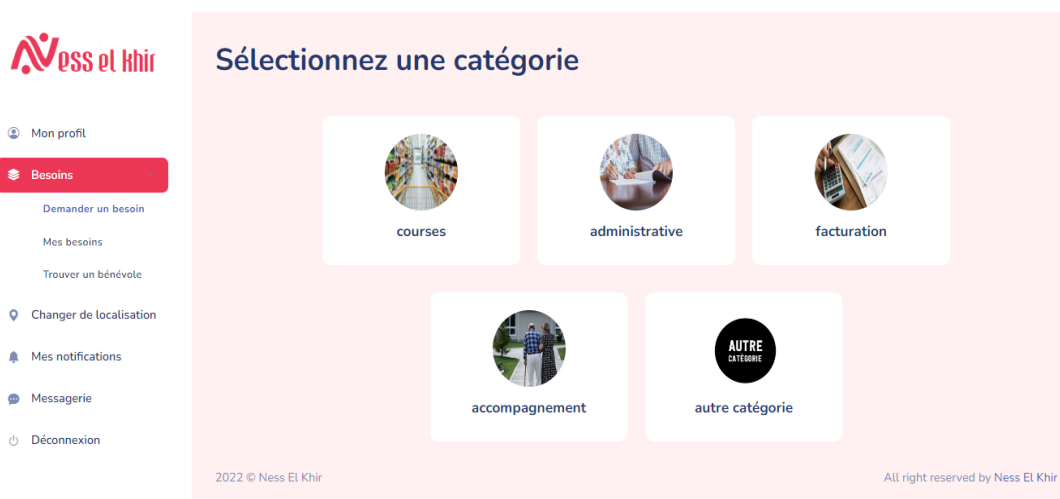 Ness el khir
Mon profil
Besoins
Demander un besoin
Mes besoins
Trouver un bénévole
Changer de localisation
Mes notifications
Messagerie
Déconnexion
Sélectionnez une catégorie
courses
administrative
facturation
accompagnement
AUTRE
CATÉGORIE
autre catégorie
2022 © Ness El Khir
All right reserved by Ness El Khir